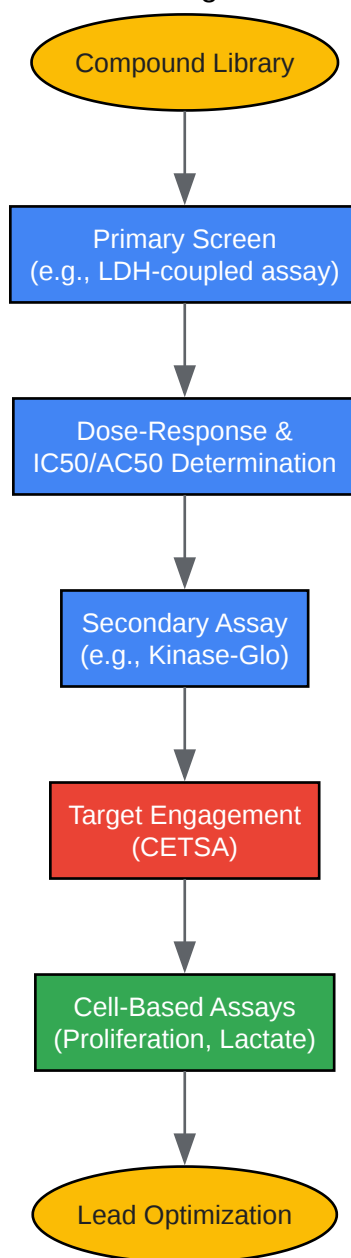 Compound Library
Primary Screen
(e.g., LDH-coupled assay)
Dose-Response &
IC50/AC50 Determination
Secondary Assay
(e.g., Kinase-Glo)
Target Engagement
(CETSA)
Cell-Based Assays
(Proliferation, Lactate)
Lead Optimization